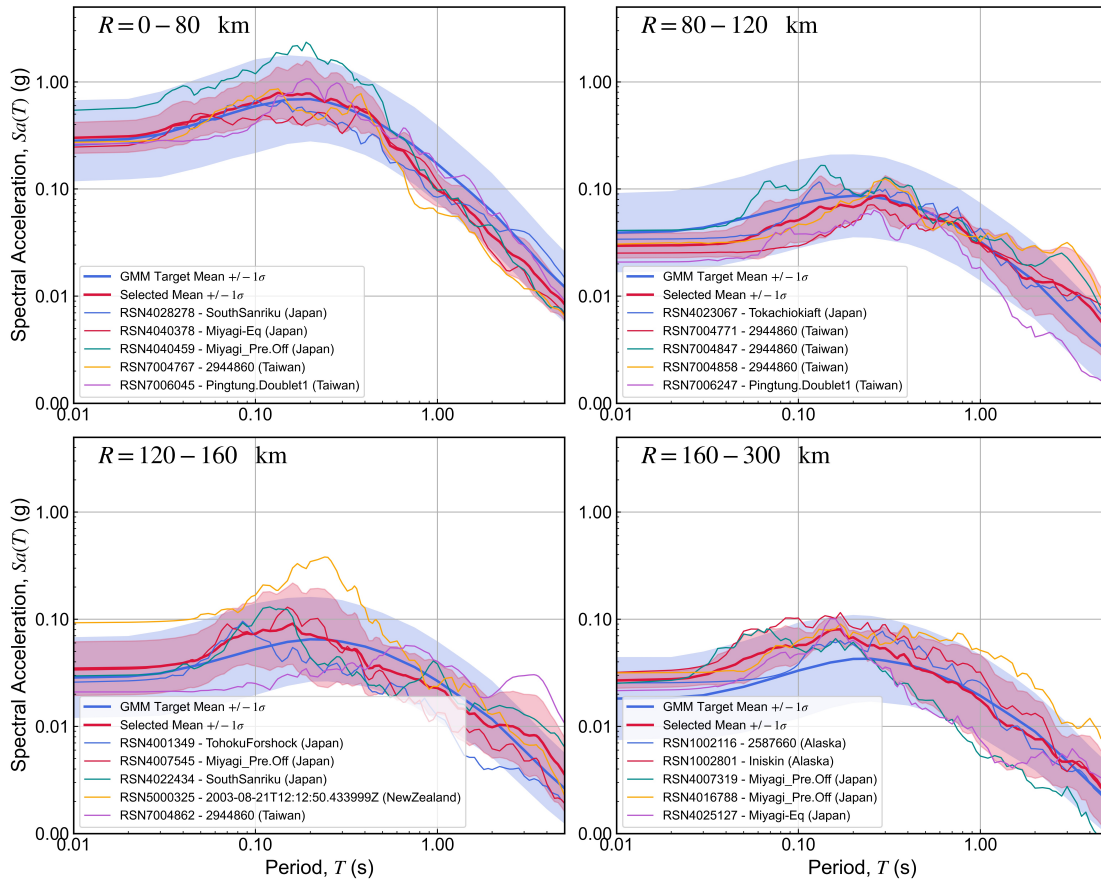 R = 0 − 80 km
1.00
0.10
0.01
0.00
Spectral Acceleration, Sa(T) (g)
GMM Target Mean +/− 1σ
Selected Mean +/− 1σ
RSN4028278 - SouthSanriku (Japan)
RSN4040378 - Miyagi-Eq (Japan)
RSN4040459 - Miyagi_Pre.Off (Japan)
RSN7004767 - 2944860 (Taiwan)
RSN7006045 - Pingtung.Doublet1 (Taiwan)
0.01 0.10 1.00
R = 80 − 120 km
1.00
0.10
0.01
0.00
GMM Target Mean +/− 1σ
Selected Mean +/− 1σ
RSN4023067 - Tokachiokiaft (Japan)
RSN7004771 - 2944860 (Taiwan)
RSN7004847 - 2944860 (Taiwan)
RSN7004858 - 2944860 (Taiwan)
RSN7006247 - Pingtung.Doublet1 (Taiwan)
0.01 0.10 1.00
R = 120 − 160 km
1.00
0.10
0.01
0.00
Spectral Acceleration, Sa(T) (g)
GMM Target Mean +/− 1σ
Selected Mean +/− 1σ
RSN4001349 - TohokuForshock (Japan)
RSN4007545 - Miyagi_Pre.Off (Japan)
RSN4022434 - SouthSanriku (Japan)
RSN5000325 - 2003-08-21T12:12:50.433999Z (NewZealand)
RSN7004862 - 2944860 (Taiwan)
0.01 0.10 1.00
Period, T (s)
R = 160 − 300 km
1.00
0.10
0.01
0.00
GMM Target Mean +/− 1σ
Selected Mean +/− 1σ
RSN1002116 - 2587660 (Alaska)
RSN1002801 - Iniskin (Alaska)
RSN4007319 - Miyagi_Pre.Off (Japan)
RSN4016788 - Miyagi_Pre.Off (Japan)
RSN4025127 - Miyagi-Eq (Japan)
0.01 0.10 1.00
Period, T (s)